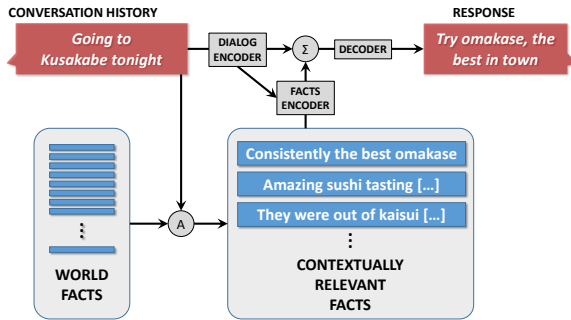 CONVERSATION HISTORY
RESPONSE
Going to
Kusakabe tonight
DIALOG
ENCODER
Σ
DECODER
Try omakase, the
best in town
FACTS
ENCODER
Consistently the best omakase
Amazing sushi tasting […]
They were out of kaisui […]
A
WORLD
FACTS
CONTEXTUALLY
RELEVANT
FACTS